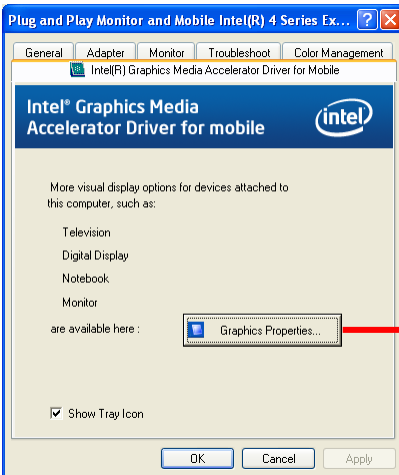 Plug and Play Monitor and Mobile Intel(R) 4 Series Ex...
General Adapter Monitor Troubleshoot Color Management
Intel(R) Graphics Media Accelerator Driver for Mobile
Intel® Graphics Media
Accelerator Driver for mobile
intel
More visual display options for devices attached to
this computer, such as:
Television
Digital Display
Notebook
Monitor
are available here : Graphics Properties...
Show Tray Icon
OK Cancel Apply